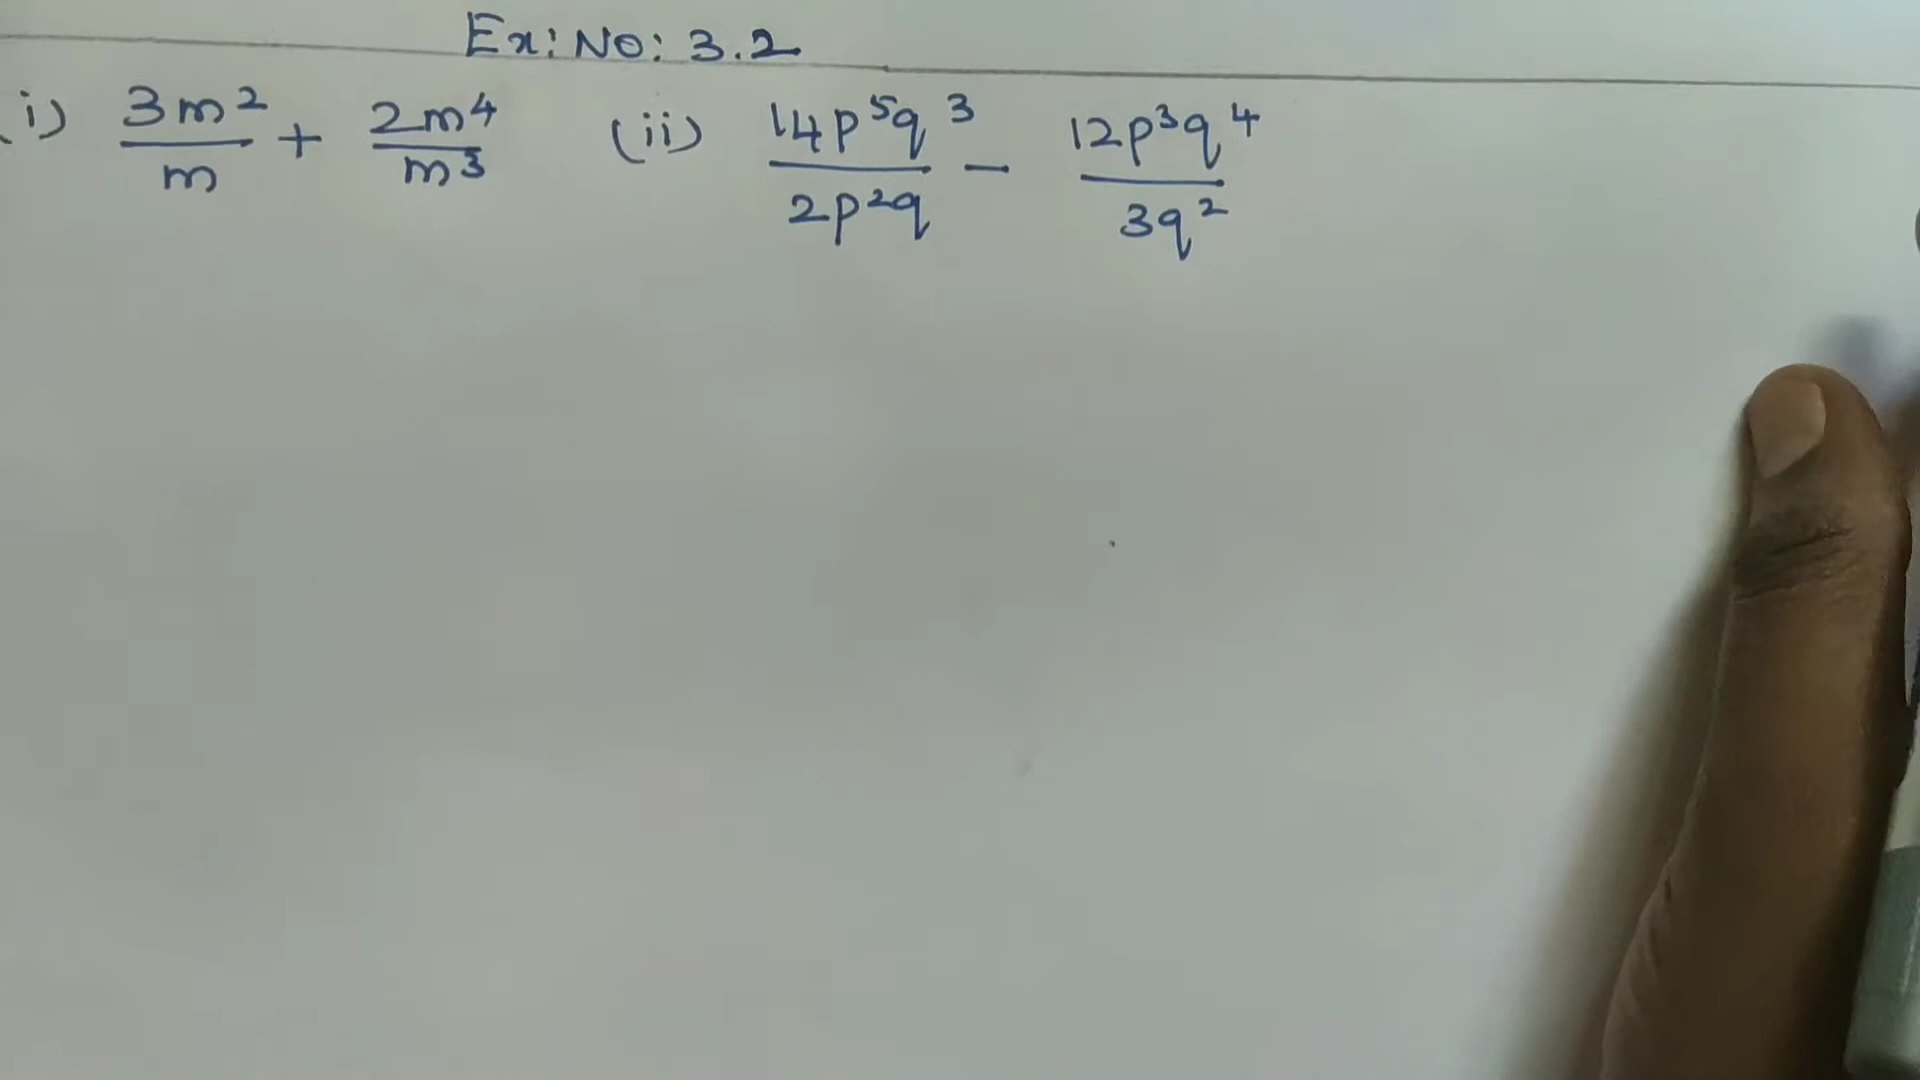 Ex: No: 3.2
(i) 3m²/m + 2m⁴/m³ (ii) 14p⁵q³/2p²q − 12p³q⁴/3q²